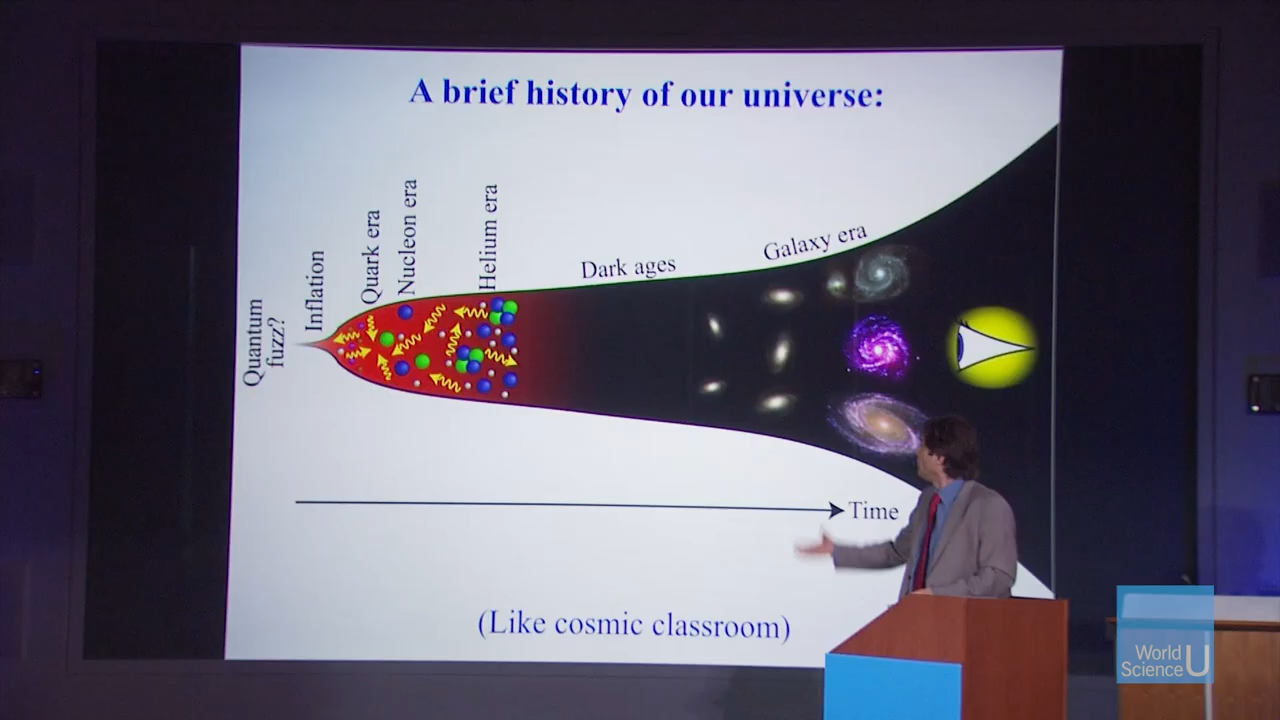 A brief history of our universe:
Quantum
fuzz?
Inflation
Quark era
Nucleon era
Helium era
Dark ages
Galaxy era
Time
(Like cosmic classroom)
World
Science U